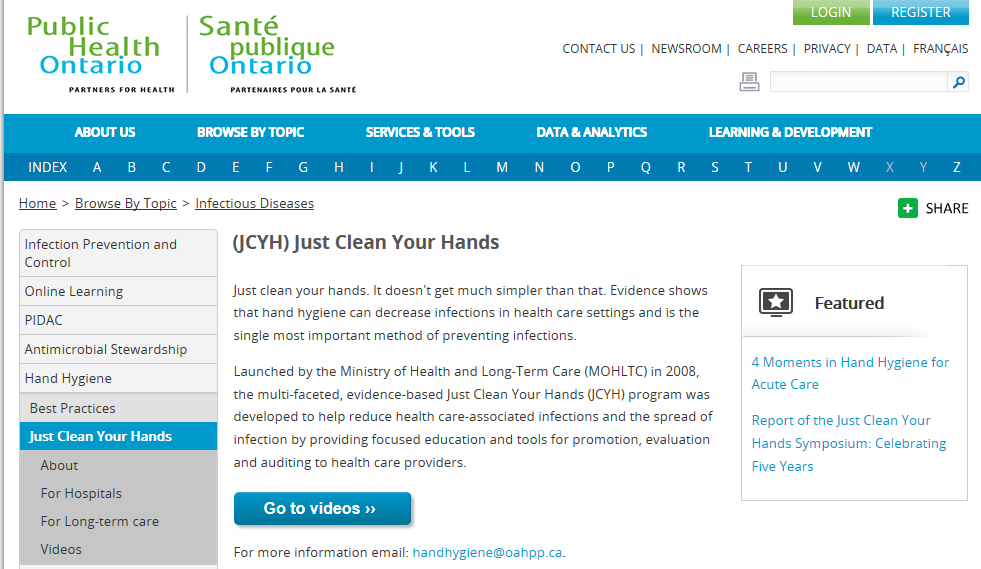 LOGIN REGISTER
Public Health Ontario
PARTNERS FOR HEALTH
Santé publique Ontario
PARTENAIRES POUR LA SANTÉ
CONTACT US | NEWSROOM | CAREERS | PRIVACY | DATA | FRANÇAIS
ABOUT US BROWSE BY TOPIC SERVICES & TOOLS DATA & ANALYTICS LEARNING & DEVELOPMENT
INDEX A B C D E F G H I J K L M N O P Q R S T U V W X Y Z
Home > Browse By Topic > Infectious Diseases
SHARE
Infection Prevention and
Control
Online Learning
PIDAC
Antimicrobial Stewardship
Hand Hygiene
Best Practices
Just Clean Your Hands
About
For Hospitals
For Long-term care
Videos
(JCYH) Just Clean Your Hands
Just clean your hands. It doesn't get much simpler than that. Evidence shows
that hand hygiene can decrease infections in health care settings and is the
single most important method of preventing infections.
Launched by the Ministry of Health and Long-Term Care (MOHLTC) in 2008,
the multi-faceted, evidence-based Just Clean Your Hands (JCYH) program was
developed to help reduce health care-associated infections and the spread of
infection by providing focused education and tools for promotion, evaluation
and auditing to health care providers.
Go to videos ››
For more information email: handhygiene@oahpp.ca.
Featured
4 Moments in Hand Hygiene for
Acute Care
Report of the Just Clean Your
Hands Symposium: Celebrating
Five Years